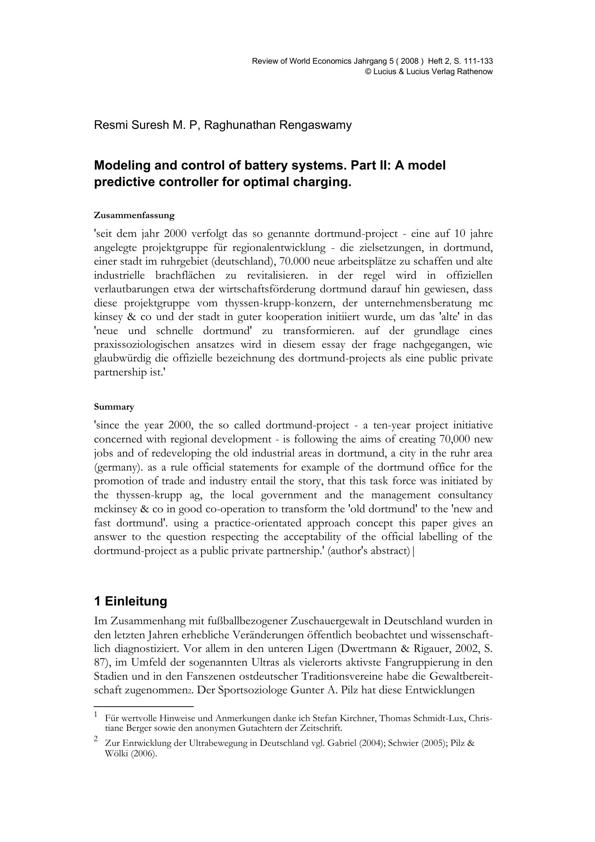 Review of World Economics Jahrgang 5 ( 2008 ) Heft 2, S. 111-133
© Lucius & Lucius Verlag Rathenow
Resmi Suresh M. P, Raghunathan Rengaswamy
Modeling and control of battery systems. Part II: A model
predictive controller for optimal charging.
Zusammenfassung
'seit dem jahr 2000 verfolgt das so genannte dortmund-project - eine auf 10 jahre
angelegte projektgruppe für regionalentwicklung - die zielsetzungen, in dortmund,
einer stadt im ruhrgebiet (deutschland), 70.000 neue arbeitsplätze zu schaffen und alte
industrielle brachflächen zu revitalisieren. in der regel wird in offiziellen
verlautbarungen etwa der wirtschaftsförderung dortmund darauf hin gewiesen, dass
diese projektgruppe vom thyssen-krupp-konzern, der unternehmensberatung mc
kinsey & co und der stadt in guter kooperation initiiert wurde, um das 'alte' in das
'neue und schnelle dortmund' zu transformieren. auf der grundlage eines
praxissoziologischen ansatzes wird in diesem essay der frage nachgegangen, wie
glaubwürdig die offizielle bezeichnung des dortmund-projects als eine public private
partnership ist.'
Summary
'since the year 2000, the so called dortmund-project - a ten-year project initiative
concerned with regional development - is following the aims of creating 70,000 new
jobs and of redeveloping the old industrial areas in dortmund, a city in the ruhr area
(germany). as a rule official statements for example of the dortmund office for the
promotion of trade and industry entail the story, that this task force was initiated by
the thyssen-krupp ag, the local government and the management consultancy
mckinsey & co in good co-operation to transform the 'old dortmund' to the 'new and
fast dortmund'. using a practice-orientated approach concept this paper gives an
answer to the question respecting the acceptability of the official labelling of the
dortmund-project as a public private partnership.' (author's abstract)|
1 Einleitung
Im Zusammenhang mit fußballbezogener Zuschauergewalt in Deutschland wurden in
den letzten Jahren erhebliche Veränderungen öffentlich beobachtet und wissenschaft-
lich diagnostiziert. Vor allem in den unteren Ligen (Dwertmann & Rigauer, 2002, S.
87), im Umfeld der sogenannten Ultras als vielerorts aktivste Fangruppierung in den
Stadien und in den Fanszenen ostdeutscher Traditionsvereine habe die Gewaltbereit-
schaft zugenommen2. Der Sportsoziologe Gunter A. Pilz hat diese Entwicklungen
1 Für wertvolle Hinweise und Anmerkungen danke ich Stefan Kirchner, Thomas Schmidt-Lux, Chris-
tiane Berger sowie den anonymen Gutachtern der Zeitschrift.
2 Zur Entwicklung der Ultrabewegung in Deutschland vgl. Gabriel (2004); Schwier (2005); Pilz &
Wölki (2006).